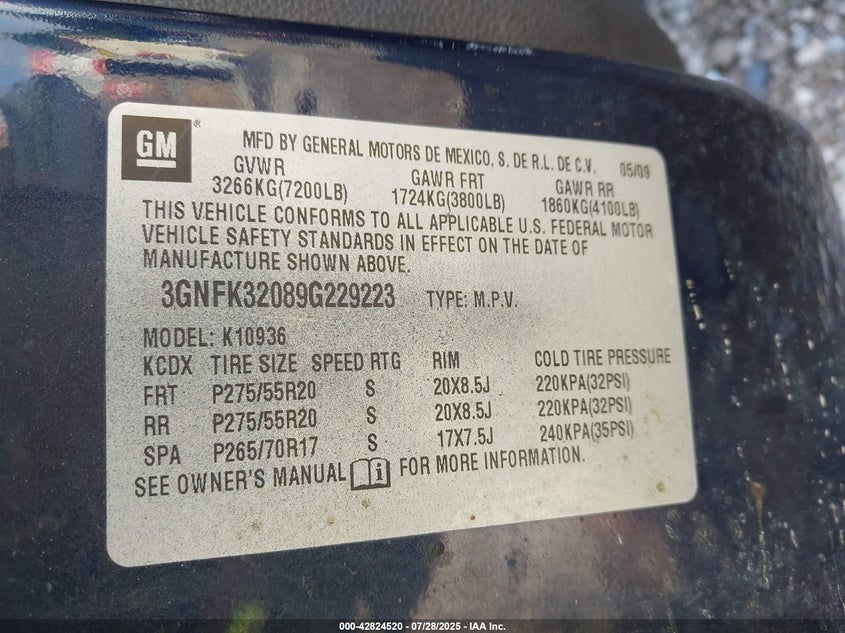 GM ®
MFD BY GENERAL MOTORS DE MEXICO, S. DE R.L. DE C.V. 05/09
GVWR GAWR FRT GAWR RR
3266KG(7200LB) 1724KG(3800LB) 1860KG(4100LB)
THIS VEHICLE CONFORMS TO ALL APPLICABLE U.S. FEDERAL MOTOR
VEHICLE SAFETY STANDARDS IN EFFECT ON THE DATE OF
MANUFACTURE SHOWN ABOVE.
3GNFK32089G229223 TYPE: M.P.V.
MODEL: K10936
KCDX TIRE SIZE SPEED RTG RIM COLD TIRE PRESSURE
FRT P275/55R20 S 20X8.5J 220KPA(32PSI)
RR P275/55R20 S 20X8.5J 220KPA(32PSI)
SPA P265/70R17 S 17X7.5J 240KPA(35PSI)
SEE OWNER'S MANUAL i FOR MORE INFORMATION.
000-42824520 - 07/28/2025 - IAA Inc.